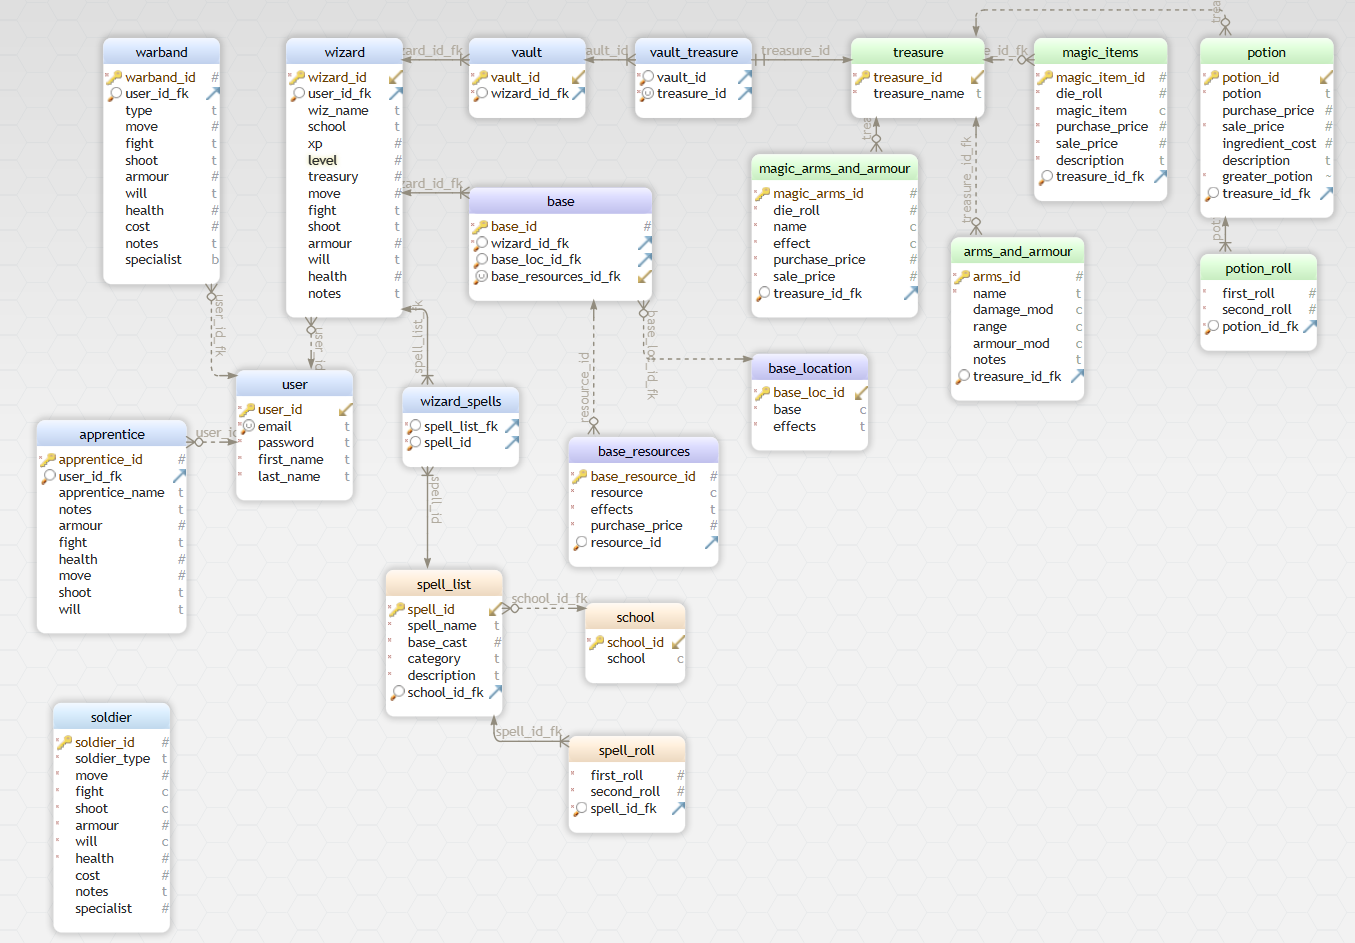 warband
warband_id #
user_id_fk
type t
move #
fight t
shoot t
armour #
will t
health #
cost #
notes t
specialist b
user_id_fk
wizard
wizard_id
user_id_fk
wiz_name t
school t
xp #
level #
treasury #
move #
fight t
shoot t
armour #
will t
health #
notes t
vault
vault_id
wizard_id_fk
vault_treasure
vault_id
treasure_id
treasure_id
treasure
treasure_id
treasure_name t
magic_items
magic_item_id #
die_roll #
magic_item c
purchase_price #
sale_price #
description t
treasure_id_fk
potion
potion_id
potion t
purchase_price #
sale_price #
ingredient_cost #
description t
greater_potion ~
treasure_id_fk
base
base_id #
wizard_id_fk
base_loc_id_fk
base_resources_id_fk
magic_arms_and_armour
magic_arms_id #
die_roll #
name c
effect c
purchase_price #
sale_price #
treasure_id_fk
treasure_id_fk
arms_and_armour
arms_id #
name t
damage_mod c
range c
armour_mod c
notes t
treasure_id_fk
potion_roll
first_roll #
second_roll #
potion_id_fk
user
user_id
email t
password t
first_name t
last_name t
spell_list_fk
wizard_spells
spell_list_fk
spell_id
spell_id
resource_id
base_loc_id_fk
base_location
base_loc_id
base c
effects t
base_resources
base_resource_id #
resource c
effects t
purchase_price #
resource_id
apprentice
apprentice_id #
user_id_fk
apprentice_name t
notes t
armour #
fight t
health #
move #
shoot t
will t
spell_list
spell_id
spell_name t
base_cast #
category t
description t
school_id_fk
school_id_fk
school
school_id
school c
spell_id_fk
spell_roll
first_roll #
second_roll #
spell_id_fk
soldier
soldier_id #
soldier_type t
move #
fight c
shoot c
armour #
will c
health #
cost #
notes t
specialist #